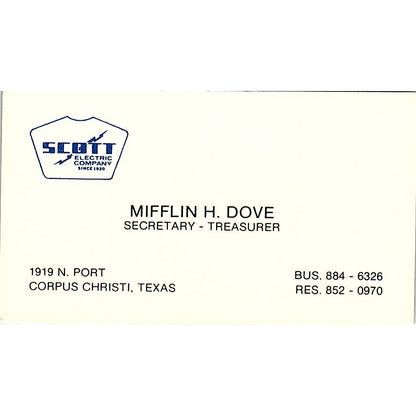 SCOTT
ELECTRIC
COMPANY
SINCE 1920
MIFFLIN H. DOVE
SECRETARY - TREASURER
1919 N. PORT
CORPUS CHRISTI, TEXAS
BUS. 884 - 6326
RES. 852 - 0970